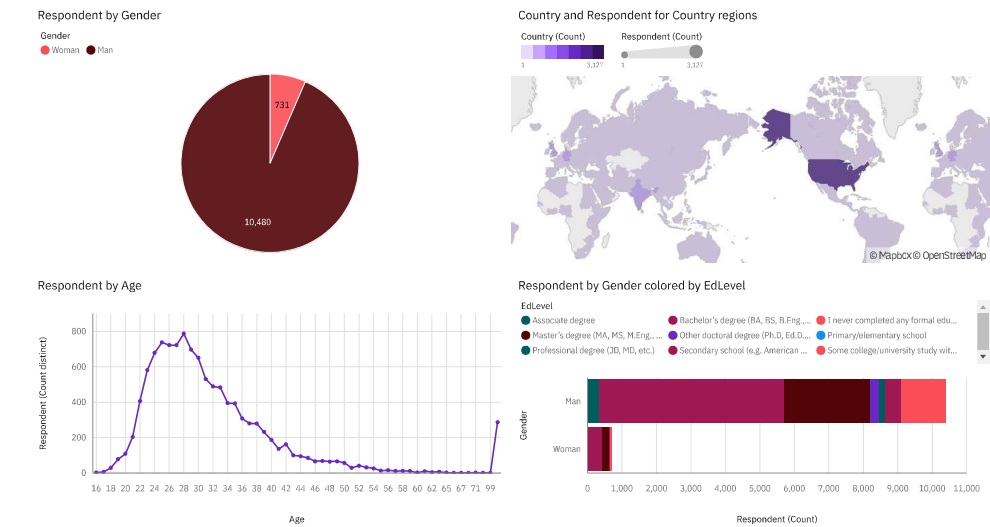 Respondent by Gender
Gender
Woman Man
731
10,480
Country and Respondent for Country regions
Country (Count) Respondent (Count)
1 3,127 1 3,127
© Mapbox © OpenStreetMap
Respondent by Age
Respondent (Count distinct)
800
600
400
200
0
16 18 20 22 24 26 28 30 32 34 36 38 40 42 44 46 48 50 52 54 56 58 60 62 65 67 71 99
Age
Respondent by Gender colored by EdLevel
EdLevel
Associate degree Bachelor's degree (BA, BS, B.Eng.,... I never completed any formal edu...
Master's degree (MA, MS, M.Eng., ... Other doctoral degree (Ph.D, Ed.D.... Primary/elementary school
Professional degree (JD, MD, etc.) Secondary school (e.g. American ... Some college/university study wit...
Gender
Man
Woman
0 1,000 2,000 3,000 4,000 5,000 6,000 7,000 8,000 9,000 10,000 11,000
Respondent (Count)